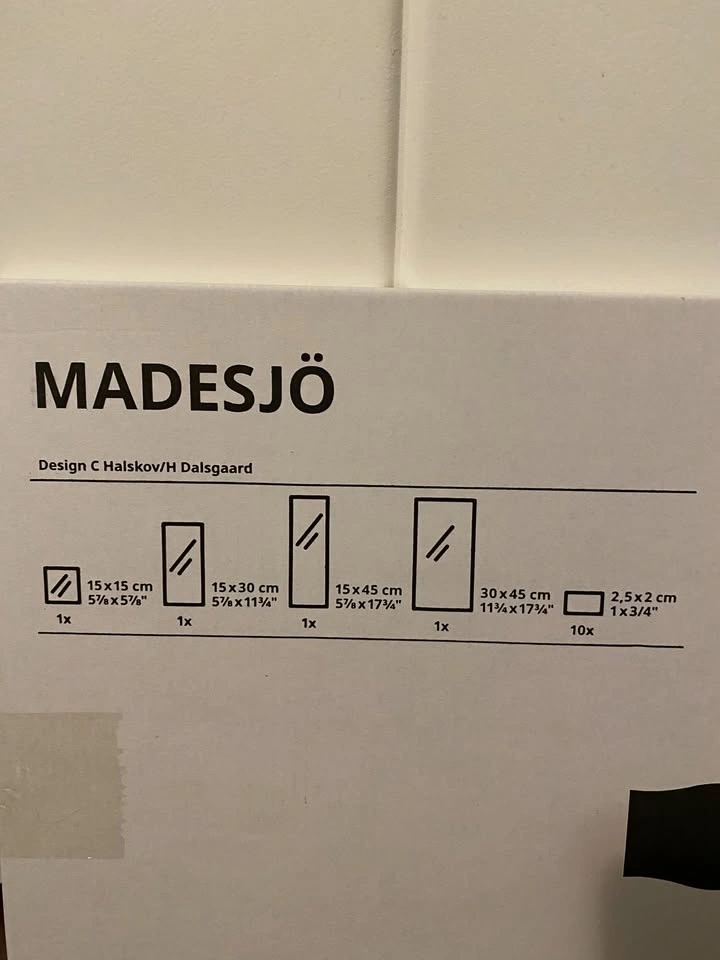 MADESJÖ
Design C Halskov/H Dalsgaard
15x15 cm
5⅞x5⅞"
1x
15x30 cm
5⅞x11¾"
1x
15x45 cm
5⅞x17¾"
1x
30x45 cm
11¾x17¾"
1x
2,5x2 cm
1x3/4"
10x